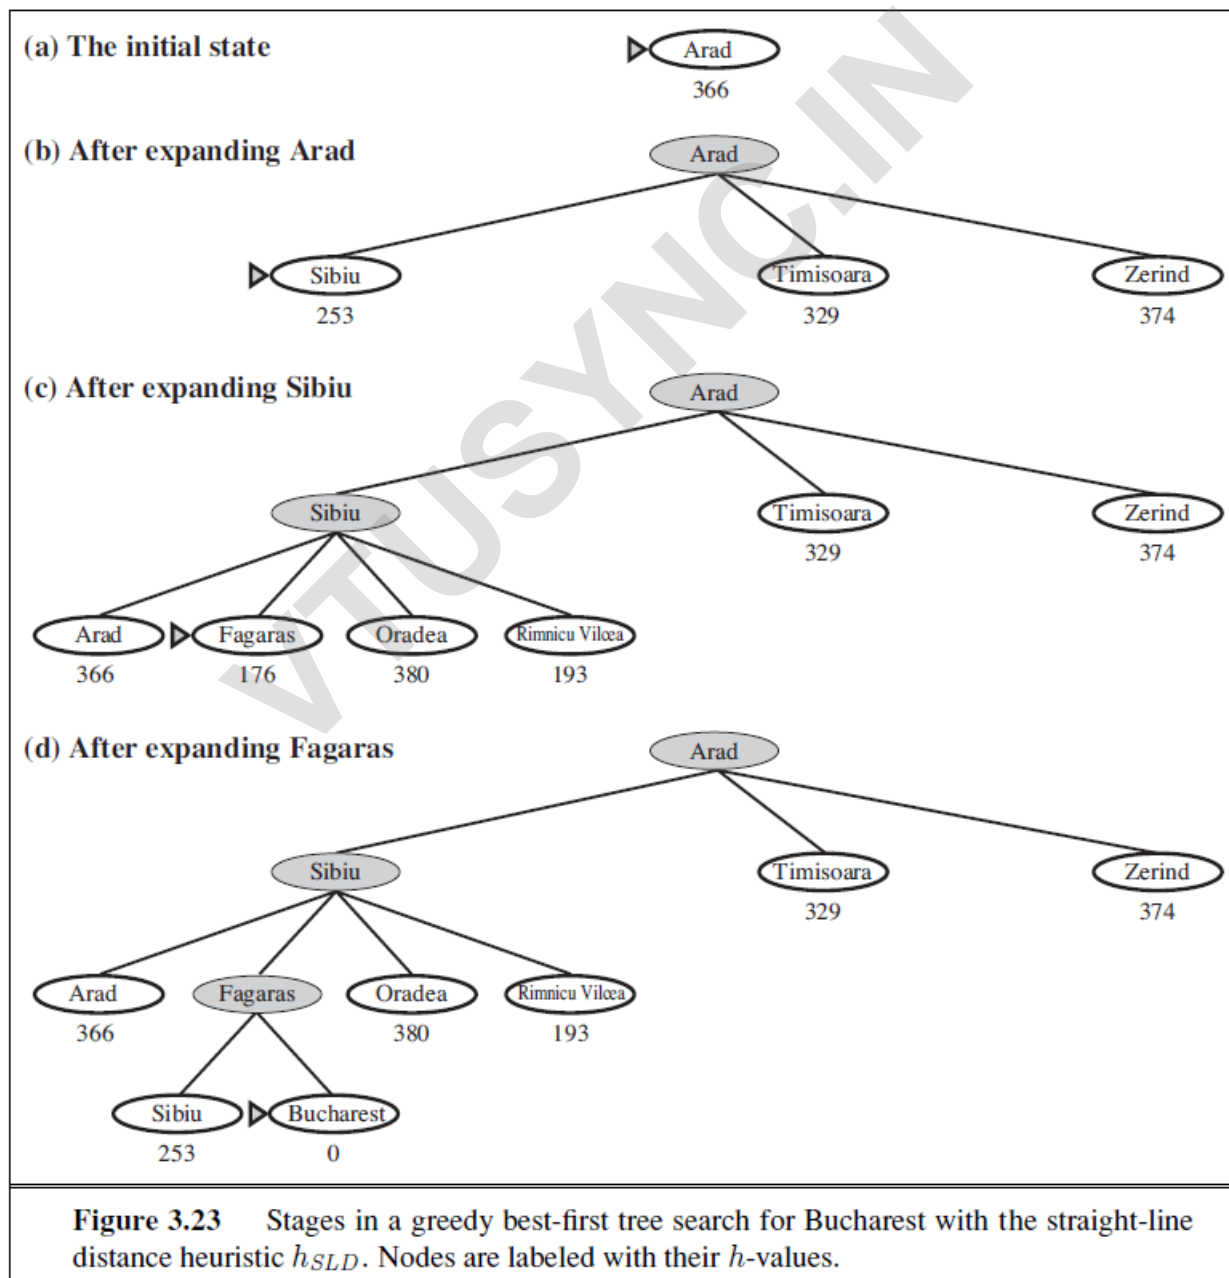 (a) The initial state
Arad
366
(b) After expanding Arad
Arad
Sibiu Timisoara Zerind
253 329 374
(c) After expanding Sibiu
Arad
Sibiu Timisoara Zerind
329 374
Arad Fagaras Oradea Rimnicu Vilcea
366 176 380 193
(d) After expanding Fagaras
Arad
Sibiu Timisoara Zerind
329 374
Arad Fagaras Oradea Rimnicu Vilcea
366 380 193
Sibiu Bucharest
253 0
Figure 3.23 Stages in a greedy best-first tree search for Bucharest with the straight-line
distance heuristic hSLD. Nodes are labeled with their h-values.
VTUSYNC.IN